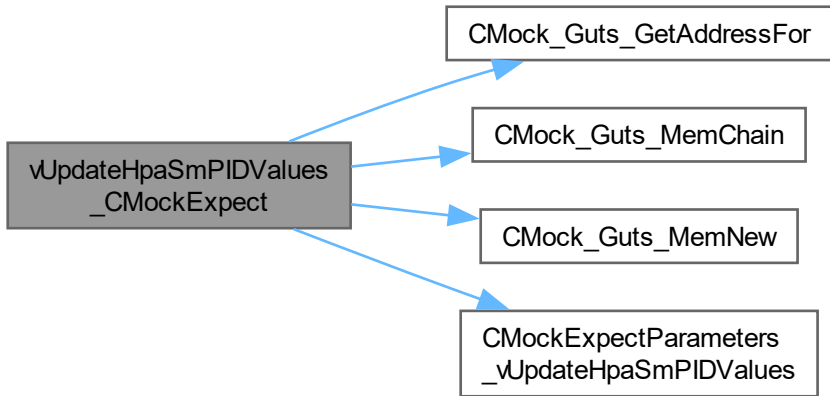 CMock_Guts_GetAddressFor
CMock_Guts_MemChain
vUpdateHpaSmPIDValues
_CMockExpect
CMock_Guts_MemNew
CMockExpectParameters
_vUpdateHpaSmPIDValues